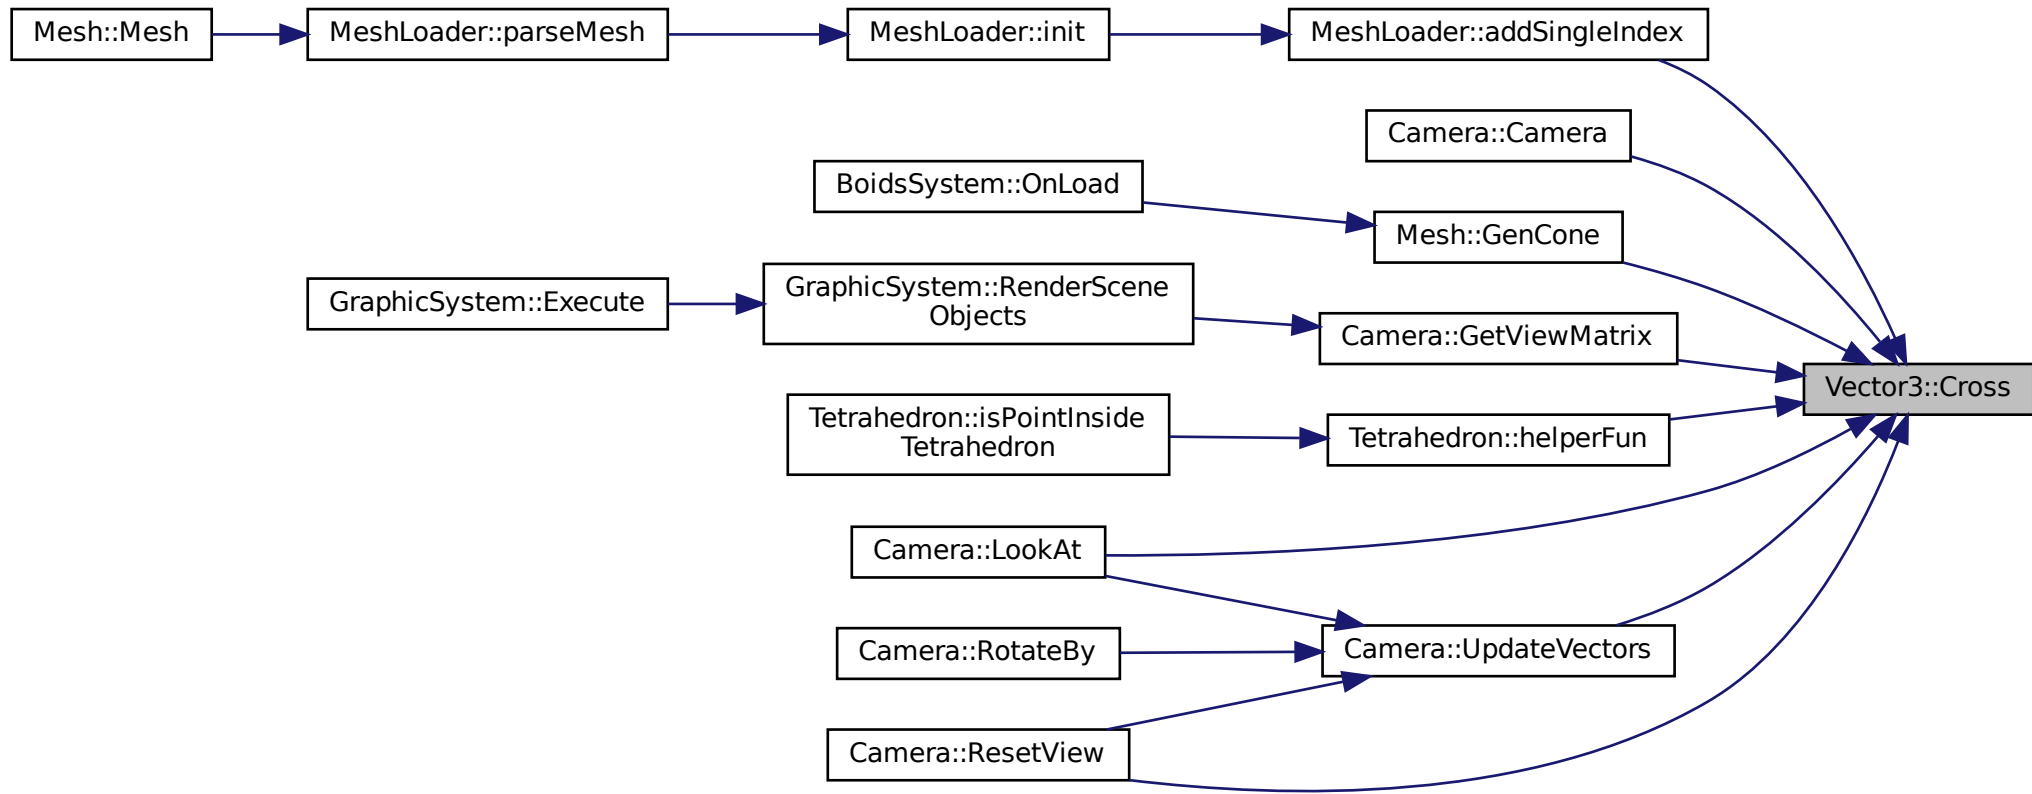 Mesh::Mesh
MeshLoader::parseMesh
MeshLoader::init
MeshLoader::addSingleIndex
Camera::Camera
BoidsSystem::OnLoad
Mesh::GenCone
GraphicSystem::Execute
GraphicSystem::RenderScene
Objects
Camera::GetViewMatrix
Vector3::Cross
Tetrahedron::isPointInside
Tetrahedron
Tetrahedron::helperFun
Camera::LookAt
Camera::RotateBy
Camera::UpdateVectors
Camera::ResetView